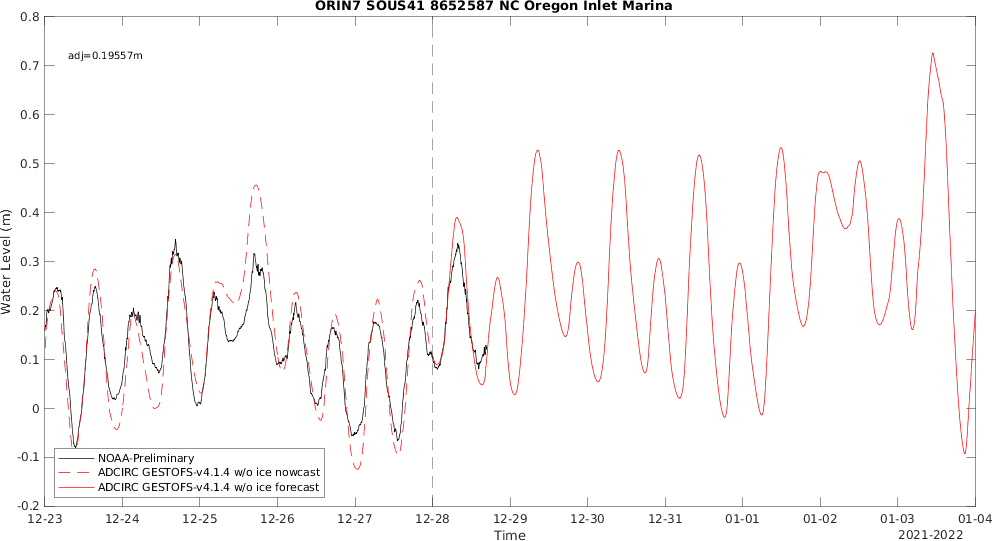 ORIN7 SOUS41 8652587 NC Oregon Inlet Marina
0.8
0.7
0.6
0.5
0.4
0.3
0.2
0.1
0
-0.1
-0.2
Water Level (m)
adj=0.19557m
NOAA-Preliminary
ADCIRC GESTOFS-v4.1.4 w/o ice nowcast
ADCIRC GESTOFS-v4.1.4 w/o ice forecast
12-23 12-24 12-25 12-26 12-27 12-28 12-29 12-30 12-31 01-01 01-02 01-03 01-04
Time
2021-2022